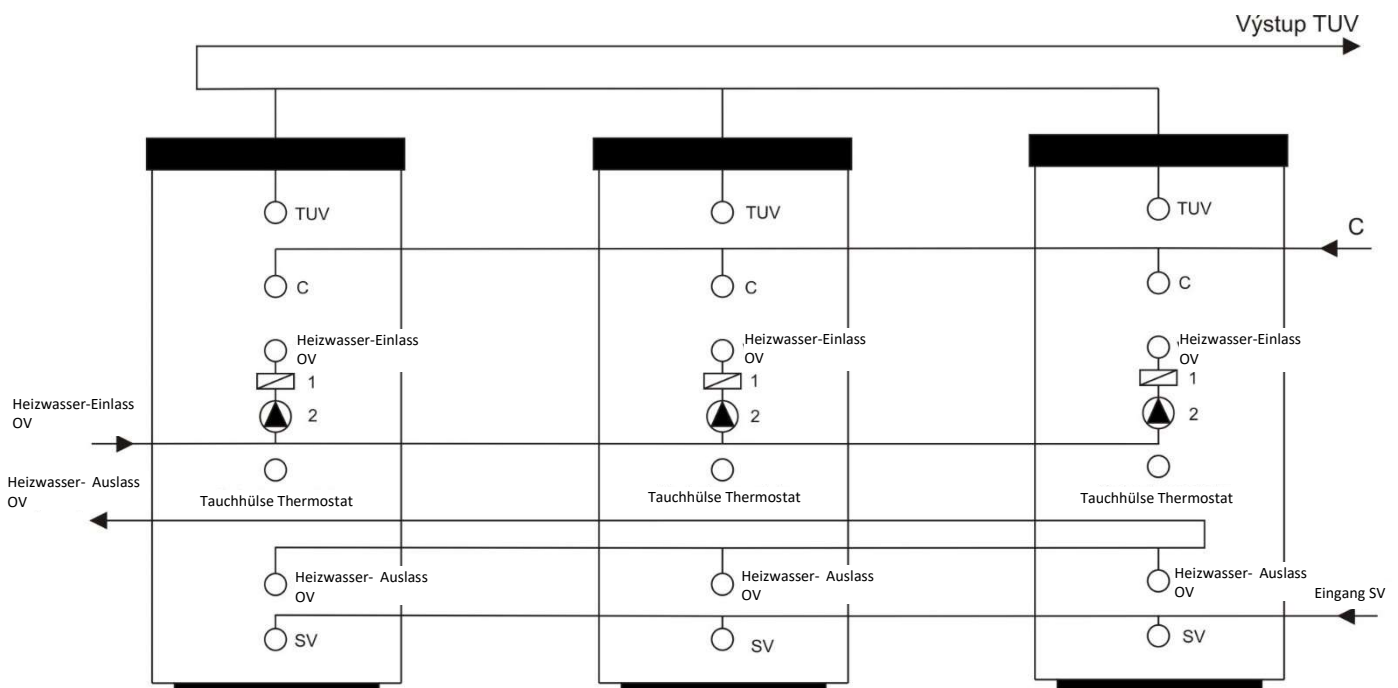 Výstup TUV
TUV
TUV
TUV
C
C
C
C
Heizwasser-Einlass
OV
Heizwasser-Einlass
OV
Heizwasser-Einlass
OV
1
1
1
Heizwasser-Einlass
OV
2
2
2
Heizwasser- Auslass
OV
Tauchhülse Thermostat
Tauchhülse Thermostat
Tauchhülse Thermostat
Heizwasser- Auslass
OV
Heizwasser- Auslass
OV
Heizwasser- Auslass
OV
Eingang SV
SV
SV
SV